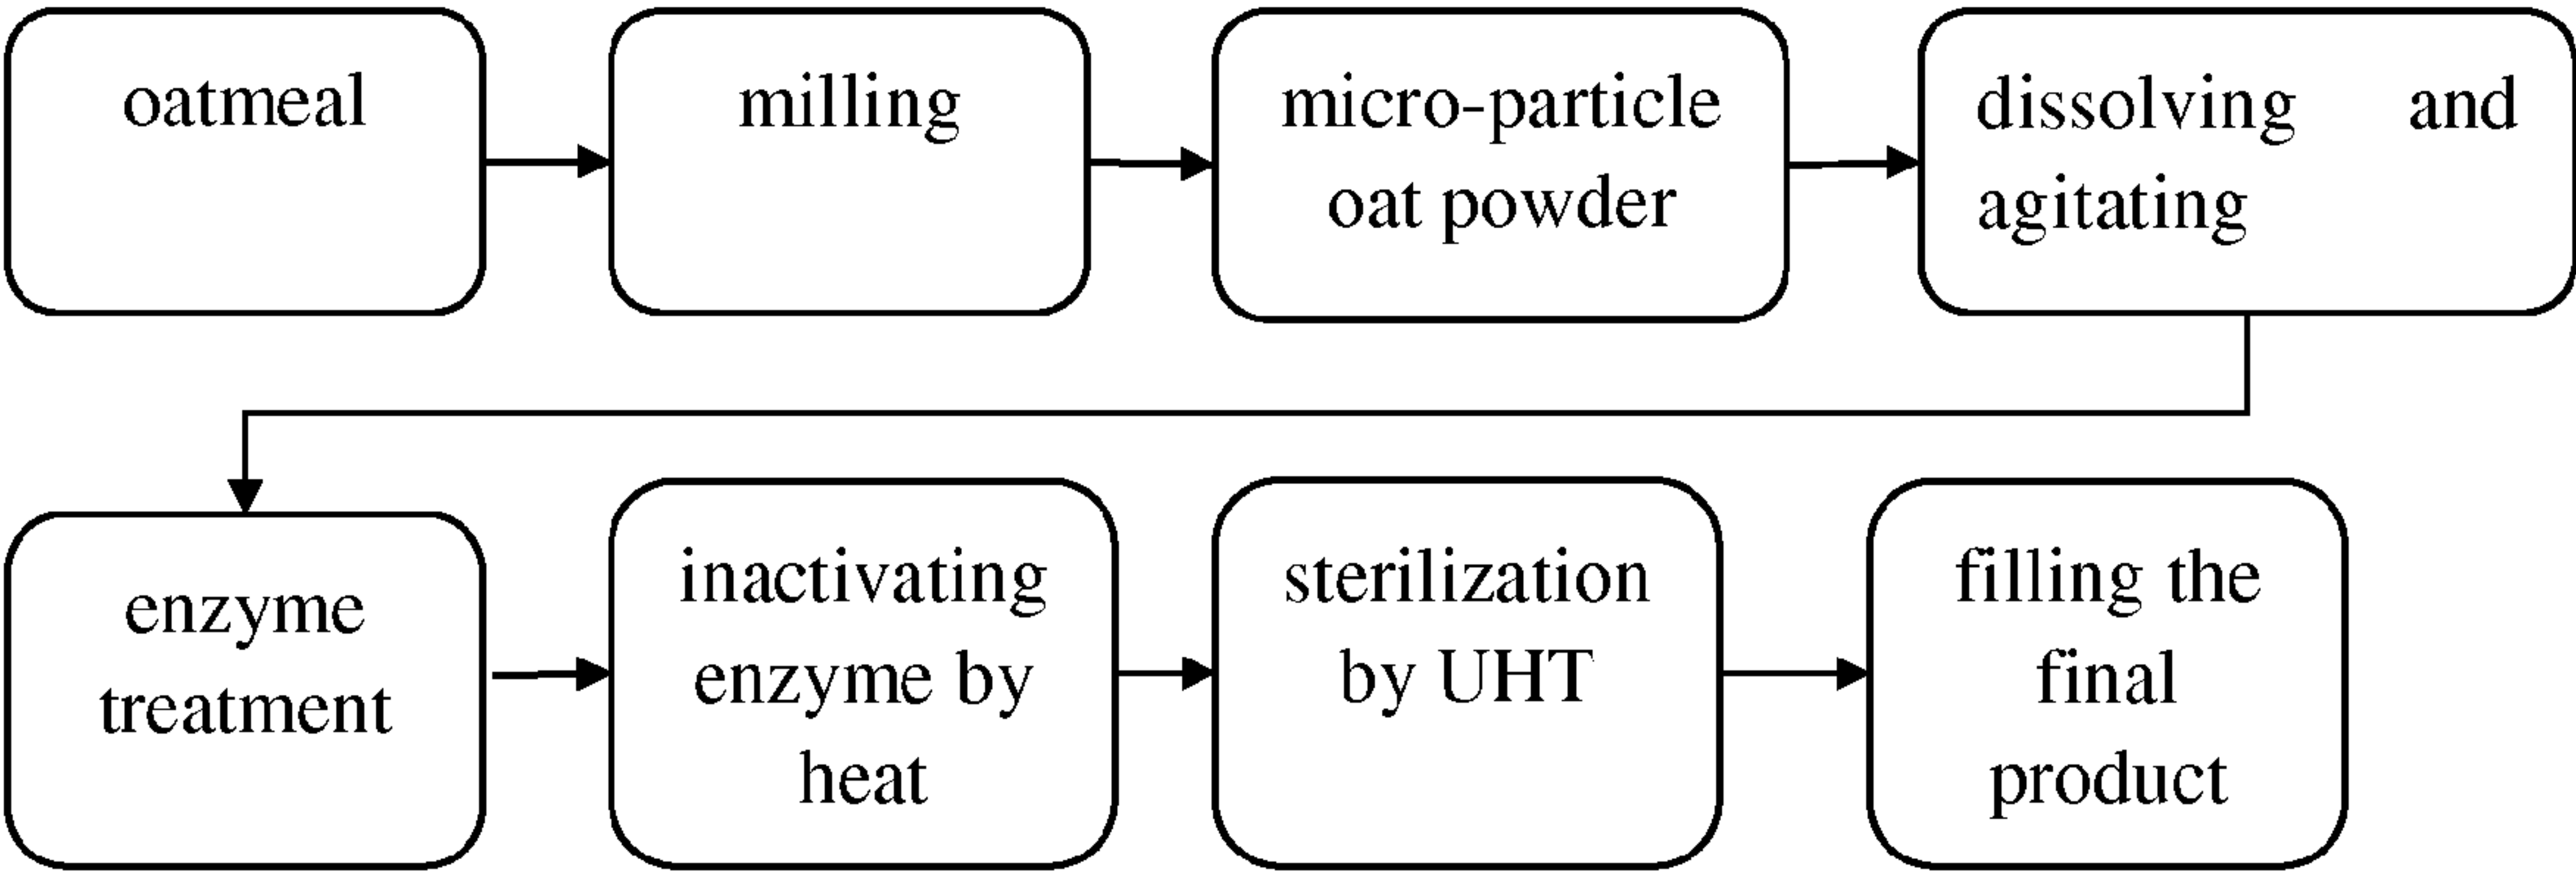 oatmeal
milling
micro-particle
oat powder
dissolving and
agitating
enzyme
treatment
inactivating
enzyme by
heat
sterilization
by UHT
filling the
final
product